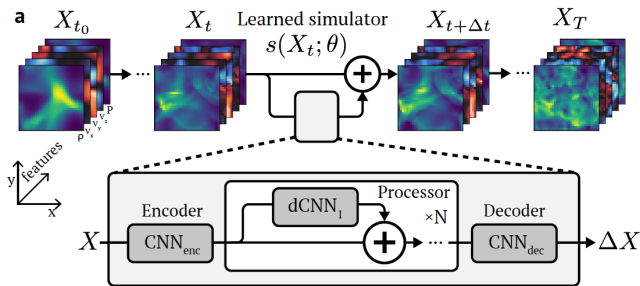 a
X_{t_0}
X_t
Learned simulator
s(X_t; θ)
X_{t+Δt}
X_T
...
...
ρ v_x v_y v_z P
features
y
x
Encoder
Processor
Decoder
X
CNN_enc
dCNN_1
×N
...
CNN_dec
ΔX